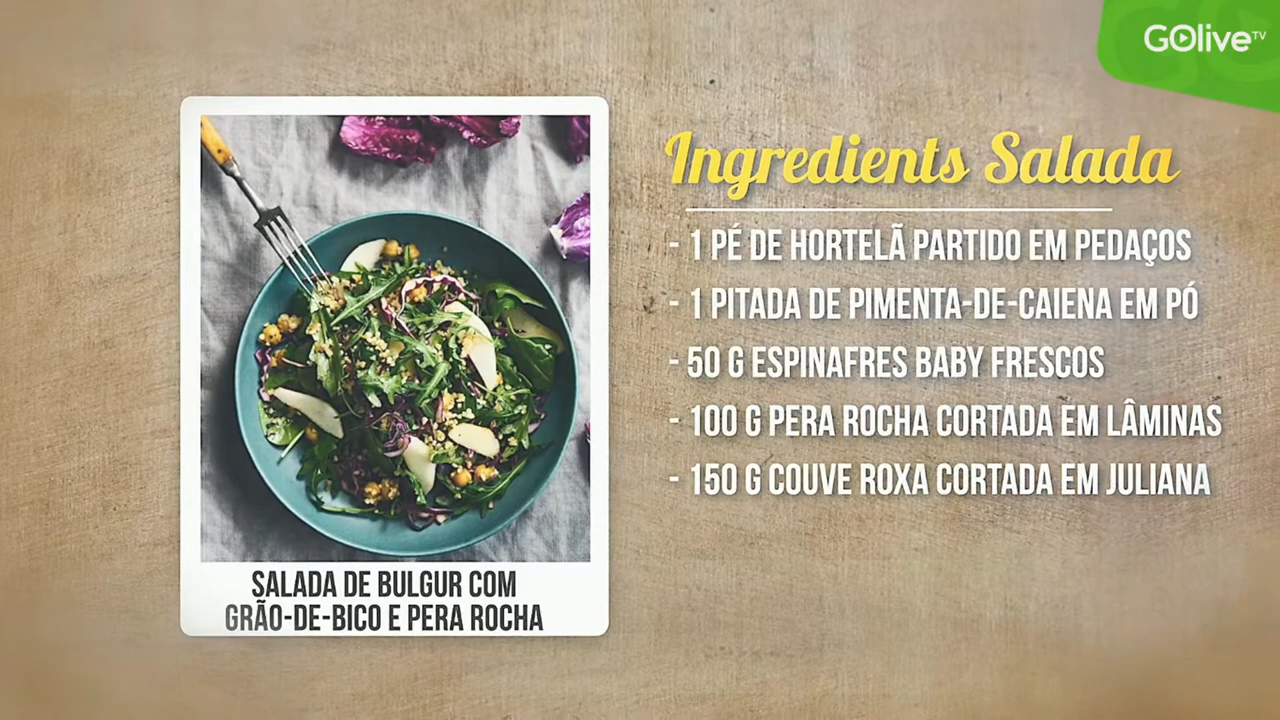 GOlive TV
Ingredients Salada
- 1 PÉ DE HORTELÃ PARTIDO EM PEDAÇOS
- 1 PITADA DE PIMENTA-DE-CAIENA EM PÓ
- 50 G ESPINAFRES BABY FRESCOS
- 100 G PERA ROCHA CORTADA EM LÂMINAS
- 150 G COUVE ROXA CORTADA EM JULIANA
SALADA DE BULGUR COM
GRÃO-DE-BICO E PERA ROCHA